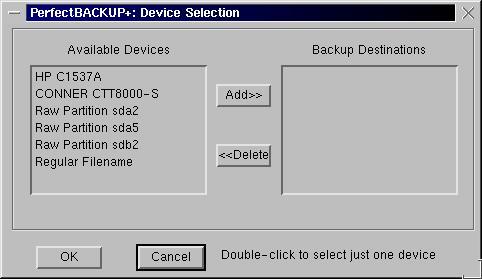 PerfectBACKUP+: Device Selection
Available Devices
Backup Destinations
HP C1537A
CONNER CTT8000-S
Raw Partition sda2
Raw Partition sda5
Raw Partition sdb2
Regular Filename
Add>>
<<Delete
OK
Cancel
Double-click to select just one device